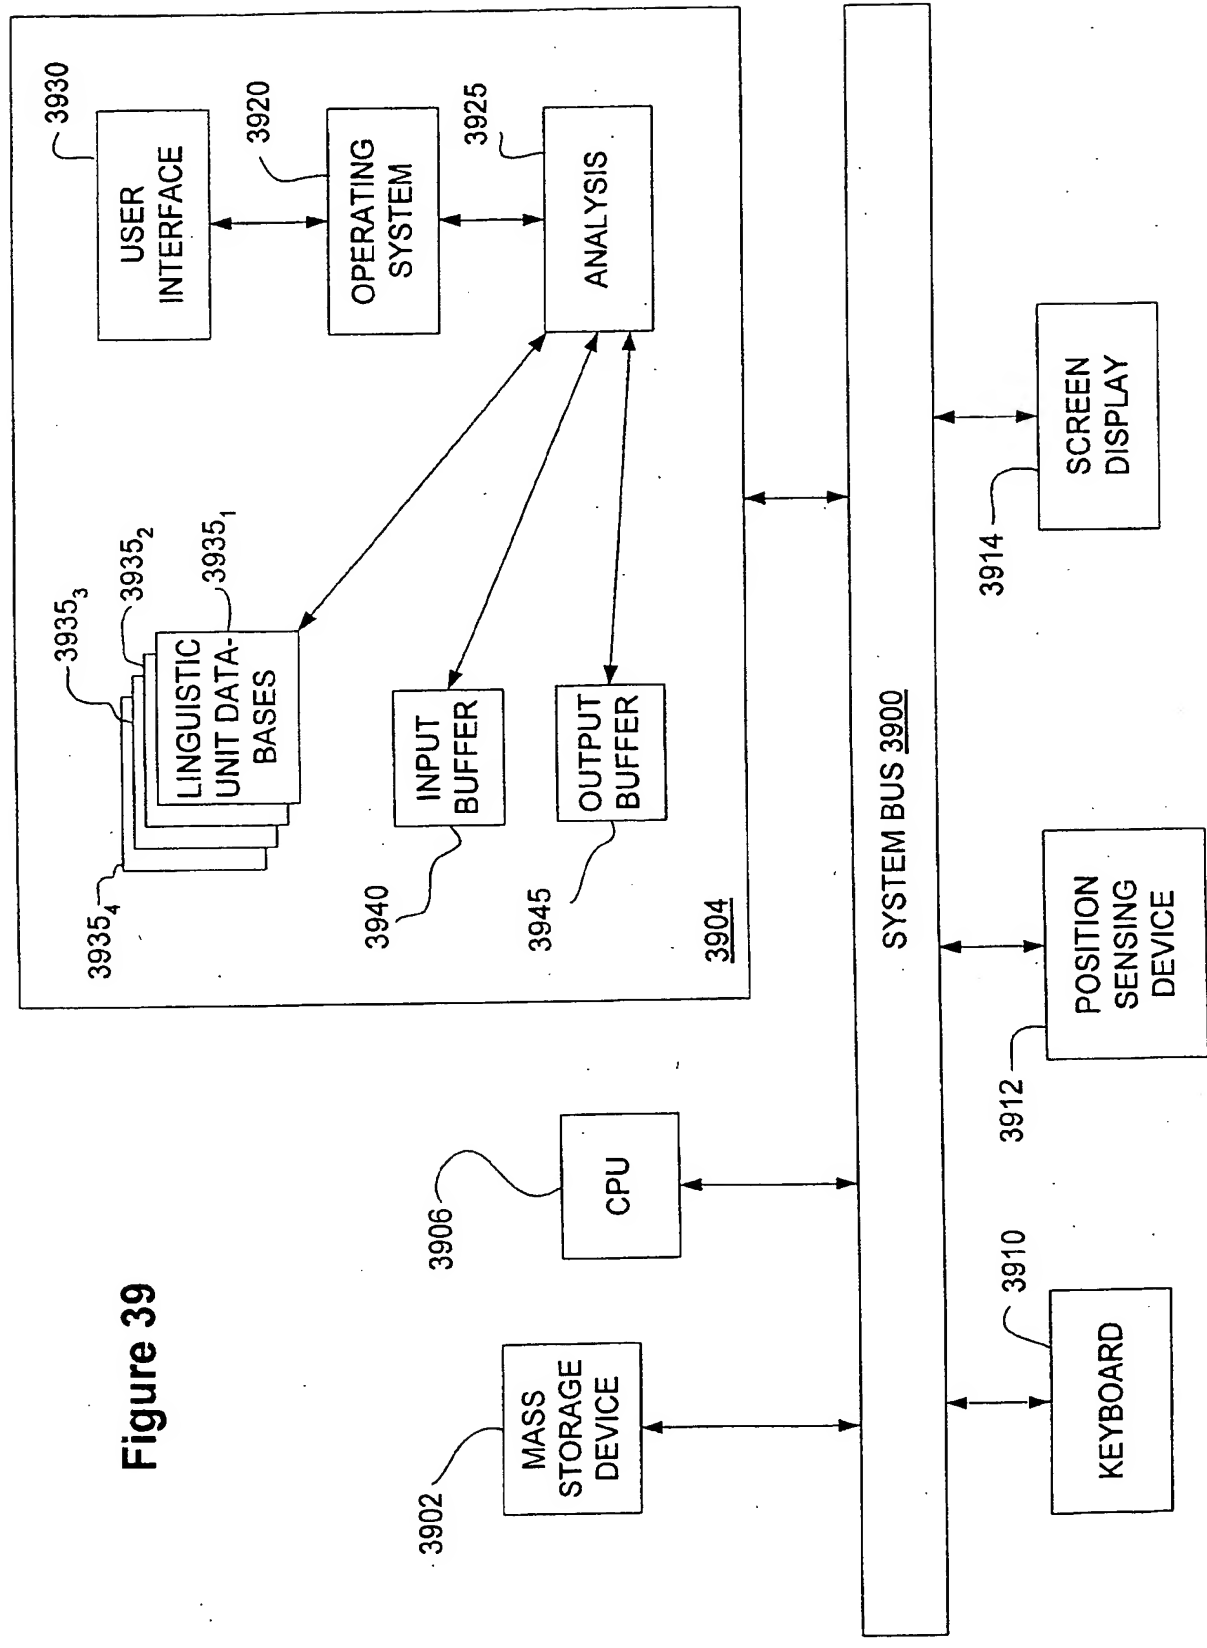 Figure 39
3902
MASS
STORAGE
DEVICE
3906
CPU
3935₄
3935₃
3935₂
3935₁
LINGUISTIC
UNIT DATA-
BASES
3940
INPUT
BUFFER
3945
OUTPUT
BUFFER
3904
3930
USER
INTERFACE
3920
OPERATING
SYSTEM
3925
ANALYSIS
SYSTEM BUS 3900
3910
KEYBOARD
3912
POSITION
SENSING
DEVICE
3914
SCREEN
DISPLAY